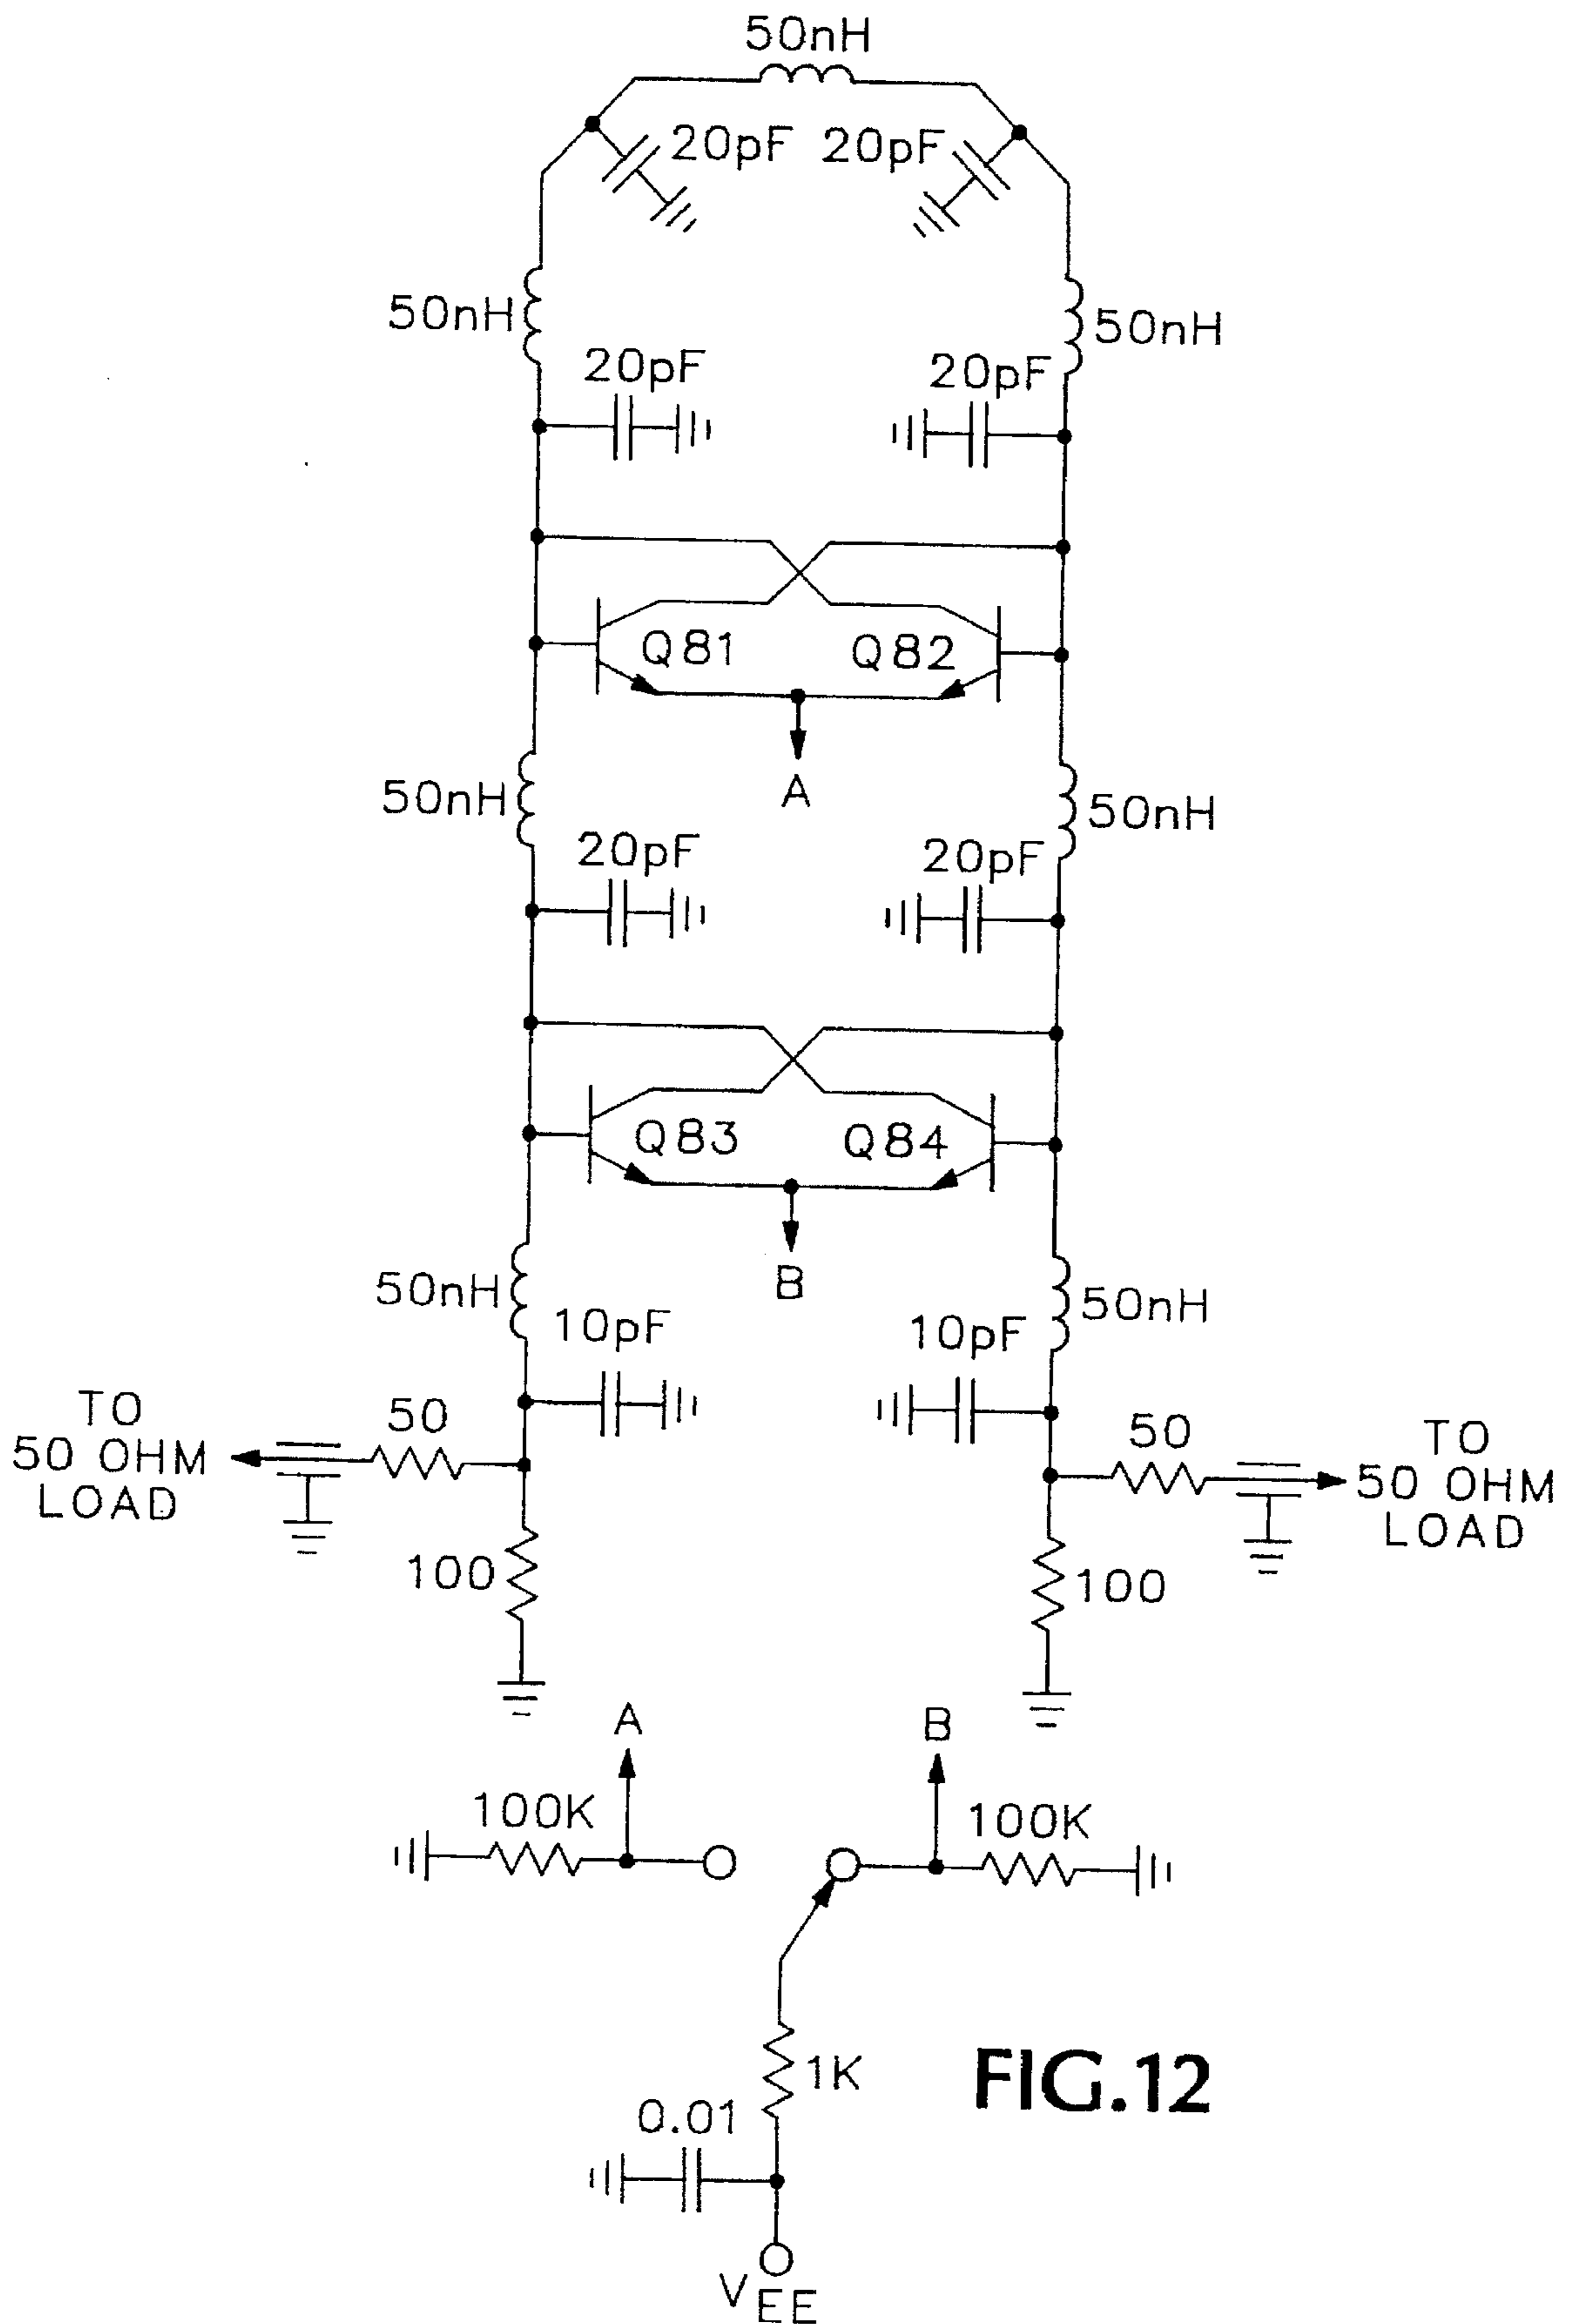 50nH
20pF 20pF
50nH 50nH
20pF 20pF
Q81 Q82
A
50nH 50nH
20pF 20pF
Q83 Q84
B
50nH 50nH
10pF 10pF
TO
50 OHM
LOAD
50
50
TO
50 OHM
LOAD
100 100
A B
100K 100K
1K
0.01
VEE
FIG.12